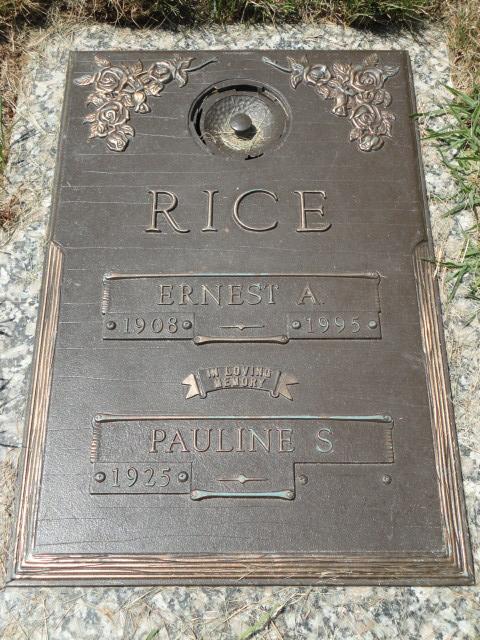 RICE
ERNEST A.
1908 1995
IN LOVING
MEMORY
PAULINE S.
1925